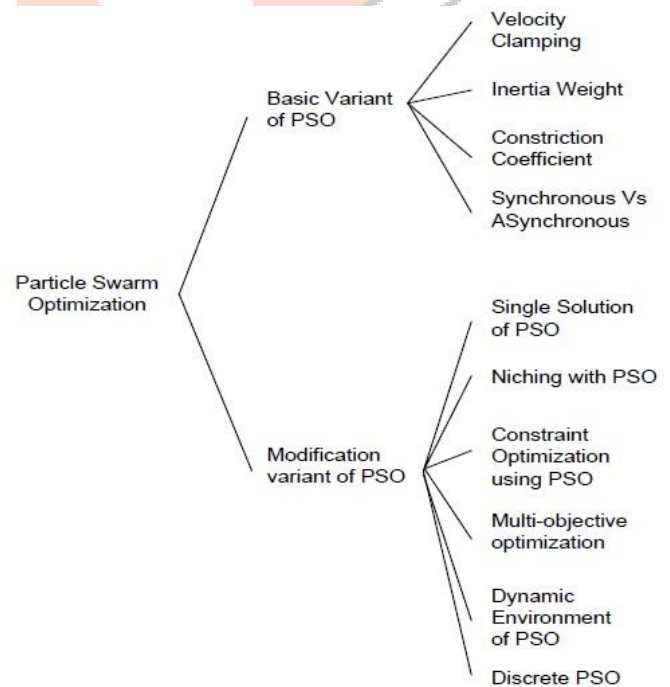 Velocity
Clamping
Basic Variant
of PSO
Inertia Weight
Constriction
Coefficient
Synchronous Vs
ASynchronous
Particle Swarm
Optimization
Single Solution
of PSO
Niching with PSO
Modification
variant of PSO
Constraint
Optimization
using PSO
Multi-objective
optimization
Dynamic
Environment
of PSO
Discrete PSO